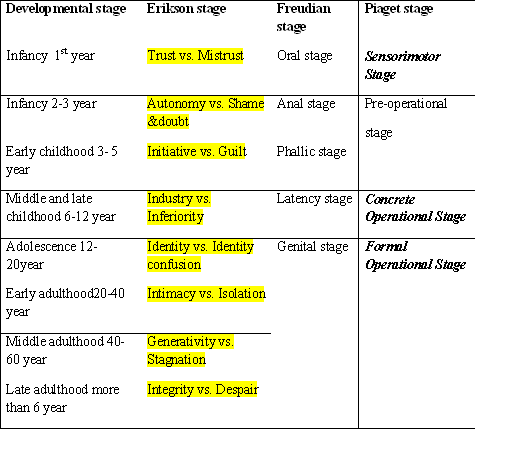 Developmental stage Erikson stage Freudian stage Piaget stage
Infancy 1st year Trust vs. Mistrust Oral stage Sensorimotor Stage
Infancy 2-3 year Autonomy vs. Shame &doubt Anal stage Pre-operational stage
Early childhood 3-5 year Initiative vs. Guilt Phallic stage
Middle and late childhood 6-12 year Industry vs. Inferiority Latency stage Concrete Operational Stage
Adolescence 12-20year Identity vs. Identity confusion Genital stage Formal Operational Stage
Early adulthood20-40 year Intimacy vs. Isolation
Middle adulthood 40-60 year Generativity vs. Stagnation
Late adulthood more than 6 year Integrity vs. Despair